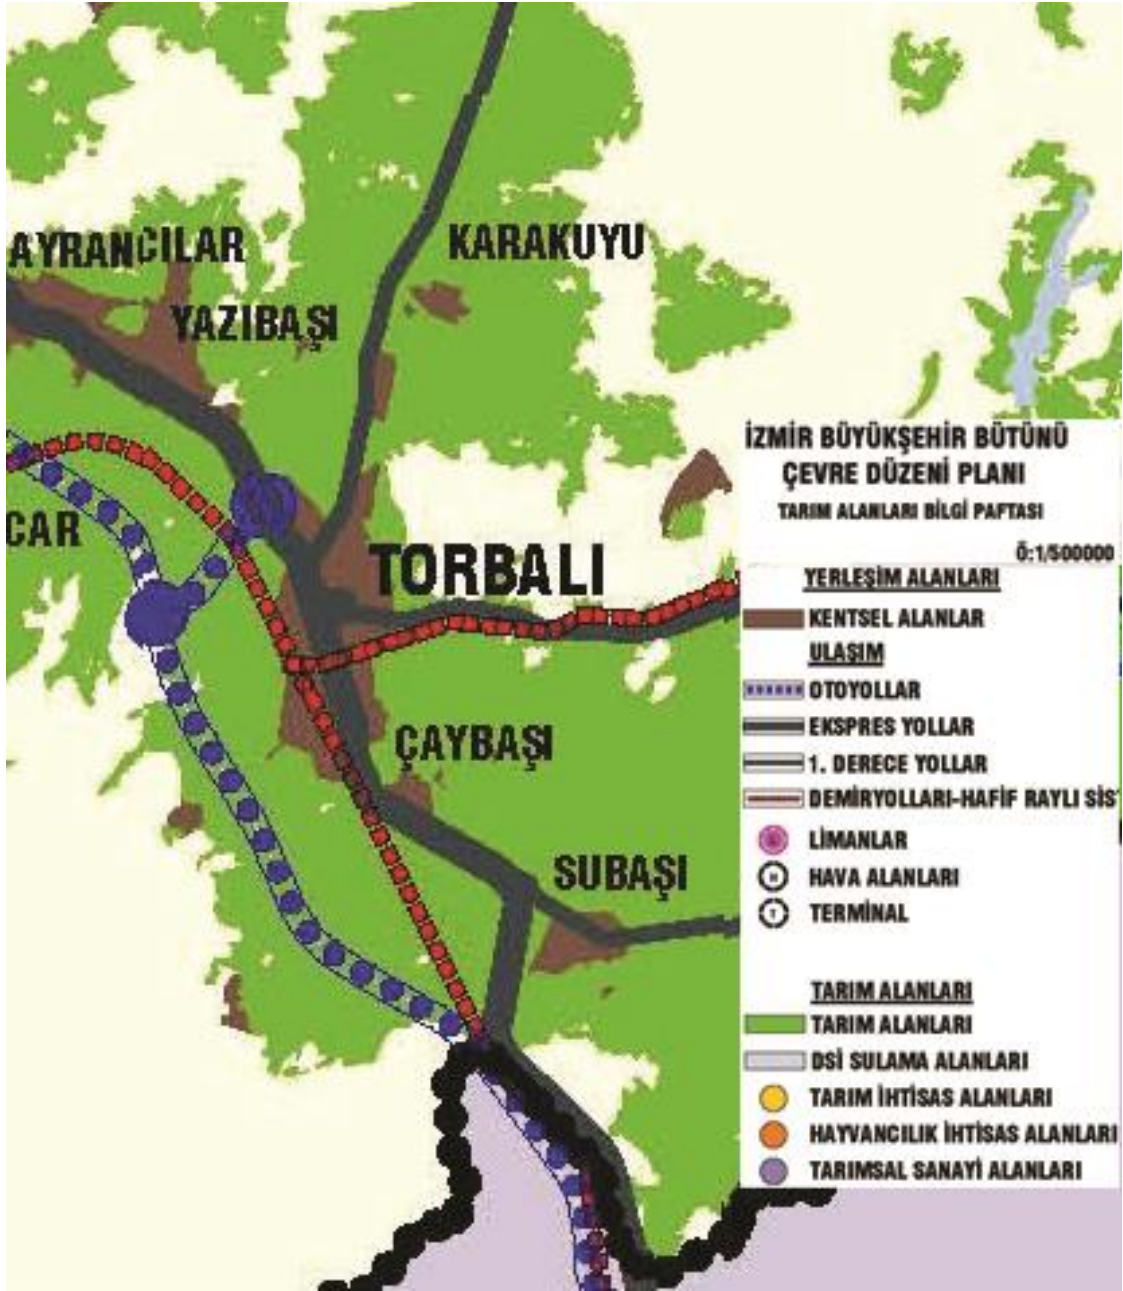 AYRANCILAR
KARAKUYU
YAZIBAŞI
CAR
TORBALI
ÇAYBAŞI
SUBAŞI
İZMİR BÜYÜKŞEHİR BÜTÜNÜ
ÇEVRE DÜZENİ PLANI
TARIM ALANLARI BİLGİ PAFTASI
Ö:1/500000
YERLEŞİM ALANLARI
KENTSEL ALANLAR
ULAŞIM
OTOYOLLAR
EKSPRES YOLLAR
1. DERECE YOLLAR
DEMİRYOLLARI-HAFİF RAYLI SİS
LİMANLAR
H HAVA ALANLARI
T TERMİNAL
TARIM ALANLARI
TARIM ALANLARI
DSİ SULAMA ALANLARI
TARIM İHTİSAS ALANLARI
HAYVANCILIK İHTİSAS ALANLARI
TARIMSAL SANAYİ ALANLARI